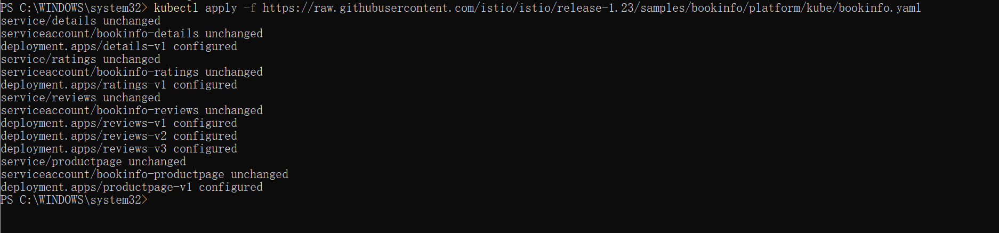 PS C:\WINDOWS\system32> kubectl apply -f https://raw.githubusercontent.com/istio/istio/release-1.23/samples/bookinfo/platform/kube/bookinfo.yaml
service/details unchanged
serviceaccount/bookinfo-details unchanged
deployment.apps/details-v1 configured
service/ratings unchanged
serviceaccount/bookinfo-ratings unchanged
deployment.apps/ratings-v1 configured
service/reviews unchanged
serviceaccount/bookinfo-reviews unchanged
deployment.apps/reviews-v1 configured
deployment.apps/reviews-v2 configured
deployment.apps/reviews-v3 configured
service/productpage unchanged
serviceaccount/bookinfo-productpage unchanged
deployment.apps/productpage-v1 configured
PS C:\WINDOWS\system32>